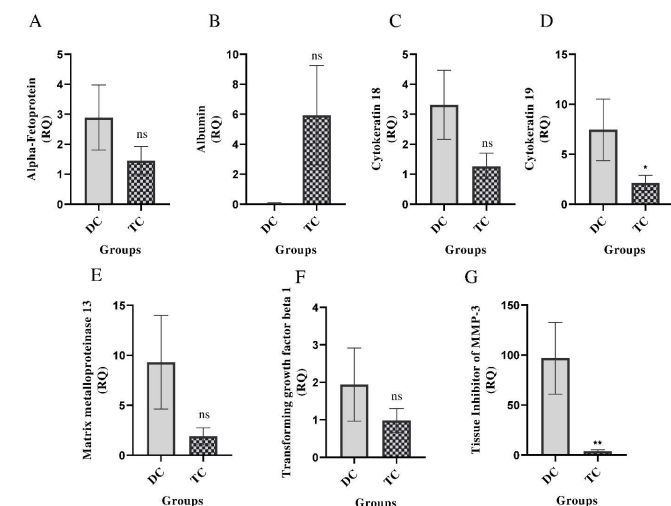 A
Alpha-Fetoprotein
(RQ)
5
4
3
2
1
0
ns
DC
TC
Groups
B
Albumin
(RQ)
10
8
6
4
2
0
ns
DC
TC
Groups
C
Cytokeratin 18
(RQ)
5
4
3
2
1
0
ns
DC
TC
Groups
D
Cytokeratin 19
(RQ)
15
10
5
0
*
DC
TC
Groups
E
Matrix metalloproteinase 13
(RQ)
15
10
5
0
ns
DC
TC
Groups
F
Transforming growth factor beta 1
(RQ)
4
3
2
1
0
ns
DC
TC
Groups
G
Tissue Inhibitor of MMP-3
(RQ)
150
100
50
0
**
DC
TC
Groups